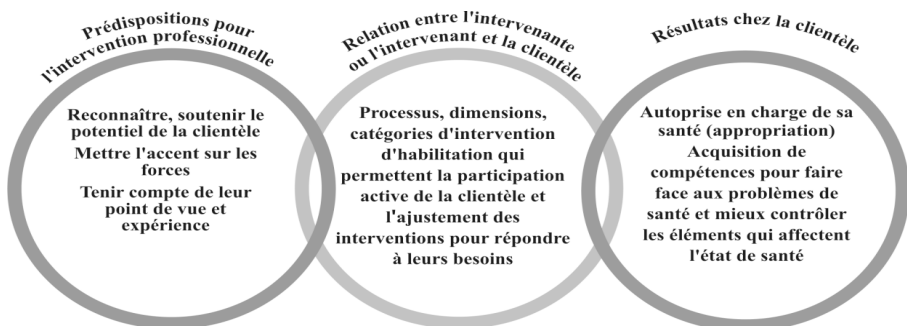 Prédispositions pour
l'intervention professionnelle
Reconnaître, soutenir le
potentiel de la clientèle
Mettre l'accent sur les
forces
Tenir compte de leur
point de vue et
expérience
Relation entre l'intervenante
ou l'intervenant et la clientèle
Processus, dimensions,
catégories d'intervention
d'habilitation qui
permettent la participation
active de la clientèle et
l'ajustement des
interventions pour répondre
à leurs besoins
Résultats chez la clientèle
Autoprise en charge de sa
santé (appropriation)
Acquisition de
compétences pour faire
face aux problèmes de
santé et mieux contrôler
les éléments qui affectent
l'état de santé